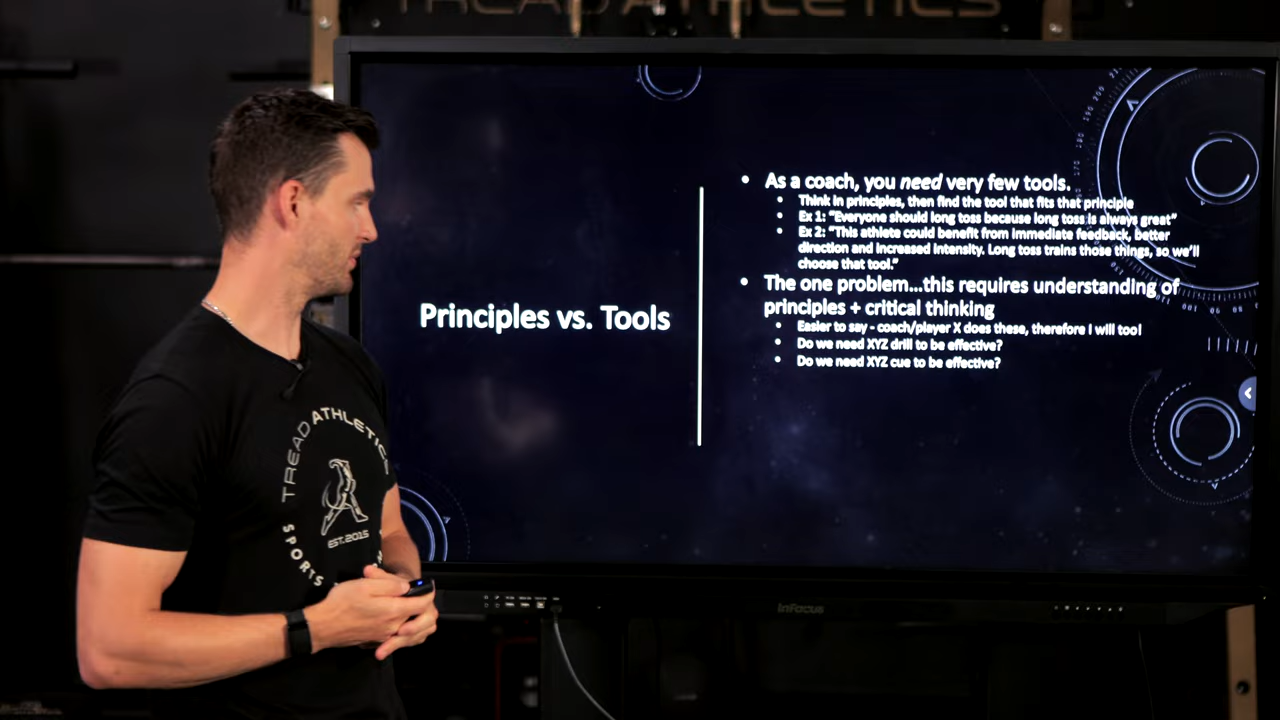 TREAD ATHLETICS
Principles vs. Tools
• As a coach, you need very few tools.
• Think in principles, then find the tool that fits that principle
• Ex 1: “Everyone should long toss because long toss is always great”
• Ex 2: “This athlete could benefit from immediate feedback, better
direction and increased intensity. Long toss trains those things, so we’ll
choose that tool.”
• The one problem...this requires understanding of
principles + critical thinking
• Easier to say - coach/player X does these, therefore I will too!
• Do we need XYZ drill to be effective?
• Do we need XYZ cue to be effective?
TREAD ATHLETICS
EST. 2015
SPORTS
InFocus